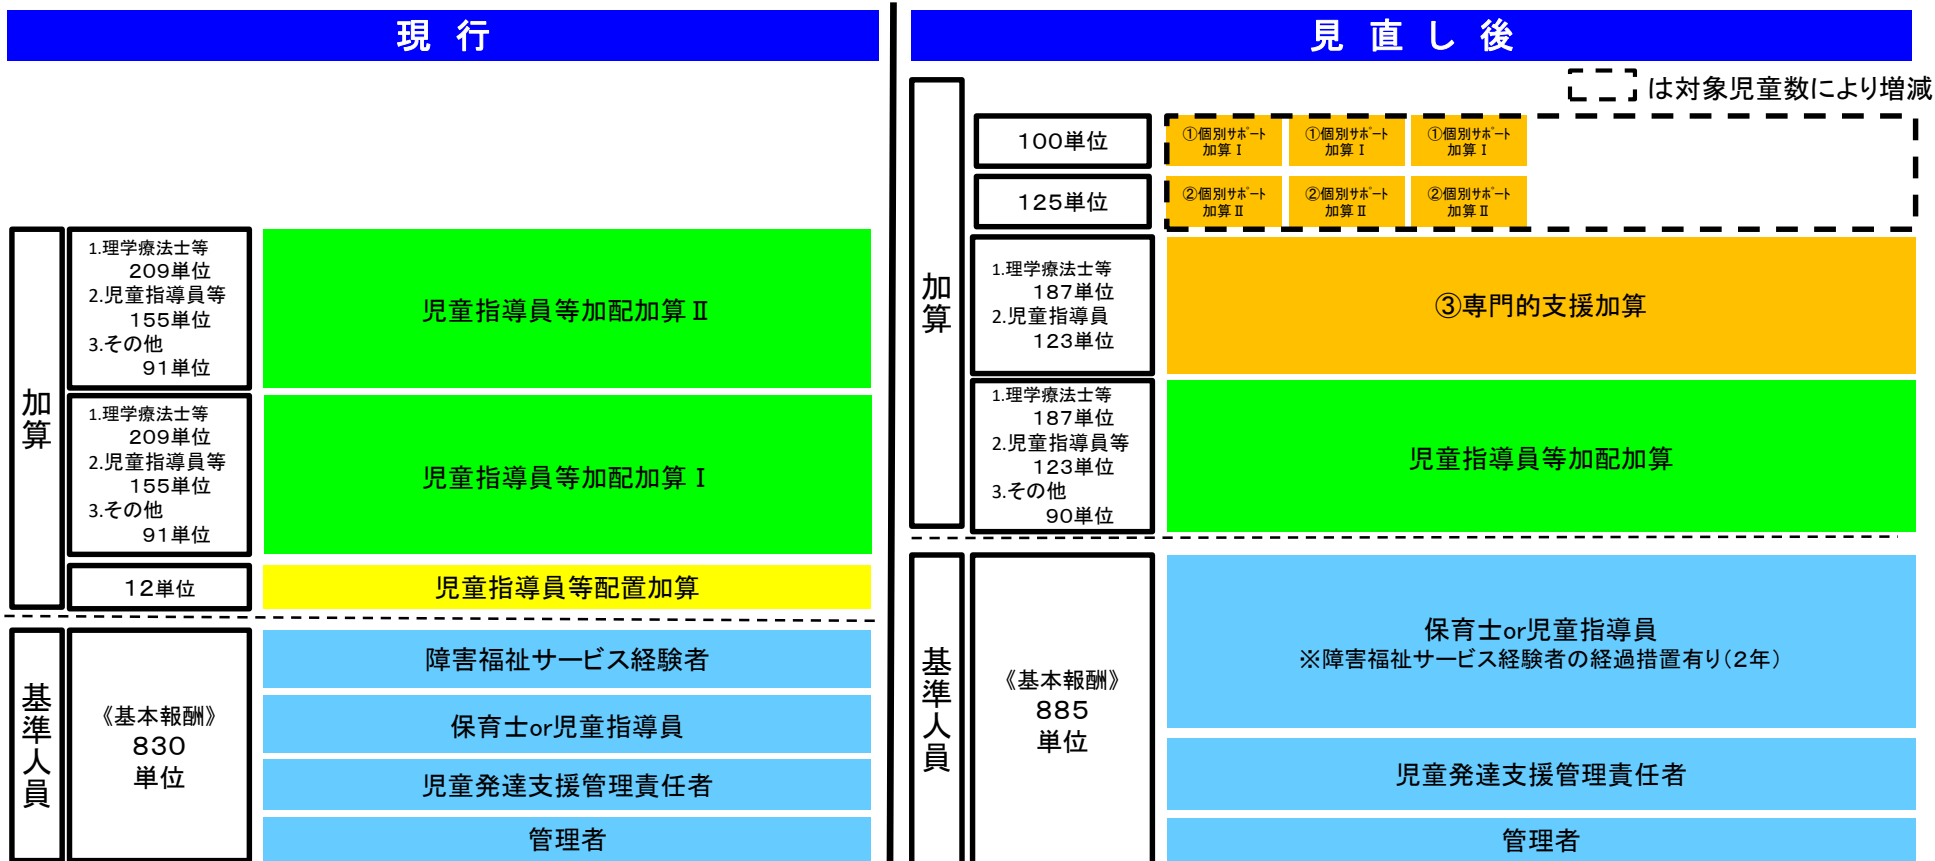 現行
加算
1.理学療法士等
209単位
2.児童指導員等
155単位
3.その他
91単位
児童指導員等加配加算Ⅱ
1.理学療法士等
209単位
2.児童指導員等
155単位
3.その他
91単位
児童指導員等加配加算Ⅰ
12単位
児童指導員等配置加算
基準人員
《基本報酬》
830
単位
障害福祉サービス経験者
保育士or児童指導員
児童発達支援管理責任者
管理者
見直し後
は対象児童数により増減
加算
100単位
①個別サポート
加算Ⅰ
①個別サポート
加算Ⅰ
①個別サポート
加算Ⅰ
125単位
②個別サポート
加算Ⅱ
②個別サポート
加算Ⅱ
②個別サポート
加算Ⅱ
1.理学療法士等
187単位
2.児童指導員
123単位
③専門的支援加算
1.理学療法士等
187単位
2.児童指導員等
123単位
3.その他
90単位
児童指導員等加配加算
基準人員
《基本報酬》
885
単位
保育士or児童指導員
※障害福祉サービス経験者の経過措置有り(2年)
児童発達支援管理責任者
管理者